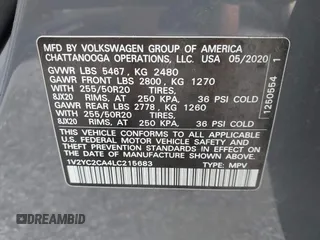 MFD BY VOLKSWAGEN GROUP OF AMERICA
CHATTANOOGA OPERATIONS, LLC. USA 05/2020
GVWR LBS 5467, KG 2480
GAWR FRONT LBS 2800, KG 1270
WITH 255/50R20 TIRES,
8JX20 RIMS, AT 250 KPA, 36 PSI COLD
GAWR REAR LBS 2778, KG 1260
WITH 255/50R20 TIRES,
8JX20 RIMS, AT 250 KPA, 36 PSI COLD
THIS VEHICLE CONFORMS TO ALL APPLICABLE
U.S. FEDERAL MOTOR VEHICLE SAFETY
STANDARDS IN EFFECT ON THE DATE OF
MANUFACTURE SHOWN ABOVE.
1V2YC2CA4LC215683 TYPE: MPV
1250554 1
DREAMBID